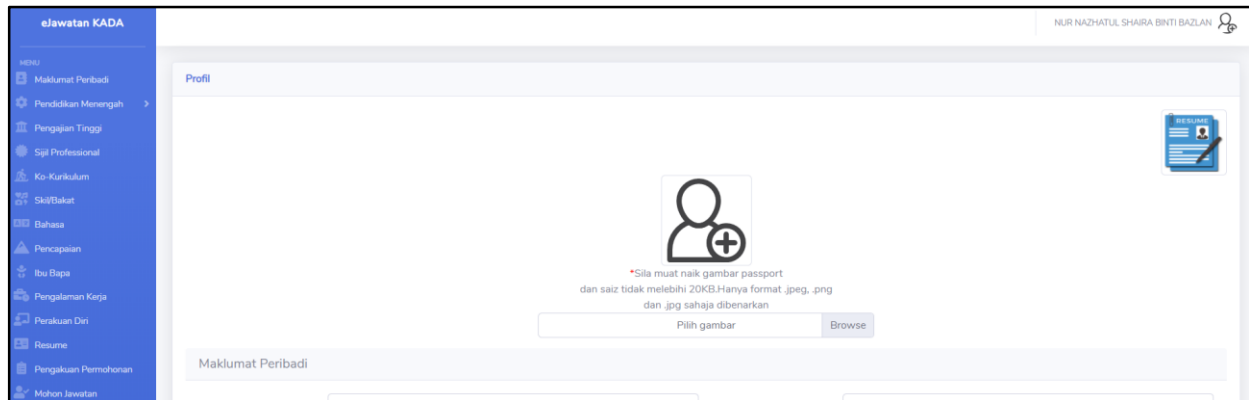 eJawatan KADA
NUR NAZHATUL SHAIRA BINTI BAZLAN
MENU
Maklumat Peribadi
Pendidikan Menengah
Pengajian Tinggi
Sijil Professional
Ko-Kurikulum
Skil/Bakat
Bahasa
Pencapaian
Ibu Bapa
Pengalaman Kerja
Perakuan Diri
Resume
Pengakuan Permohonan
Mohon Jawatan
Profil
RESUME
*Sila muat naik gambar passport
dan saiz tidak melebihi 20KB.Hanya format .jpeg, .png
dan .jpg sahaja dibenarkan
Pilih gambar
Browse
Maklumat Peribadi